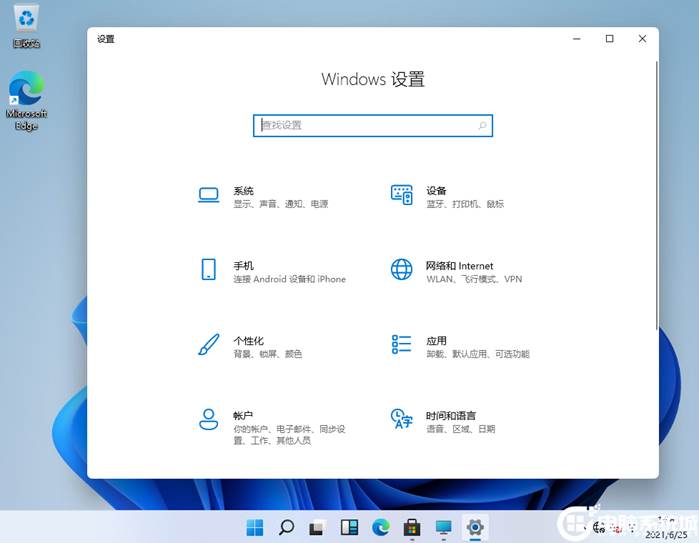 回收站
Microsoft
Edge
设置
Windows 设置
查找设置
系统
显示、声音、通知、电源
设备
蓝牙、打印机、鼠标
手机
连接 Android 设备和 iPhone
网络和 Internet
WLAN、飞行模式、VPN
个性化
背景、锁屏、颜色
应用
卸载、默认应用、可选功能
帐户
你的帐户、电子邮件、同步设
置、工作、其他人员
时间和语言
语音、区域、日期
电脑系统城
2021/6/25